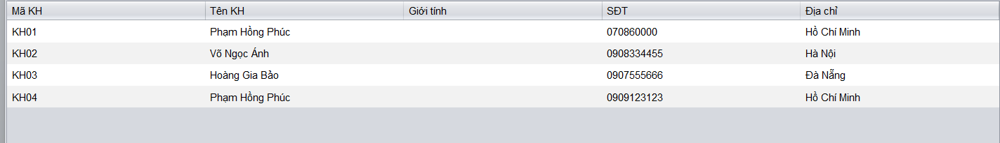 Mã KH Tên KH Giới tính SĐT Địa chỉ
KH01 Phạm Hồng Phúc 070860000 Hồ Chí Minh
KH02 Võ Ngọc Ánh 0908334455 Hà Nội
KH03 Hoàng Gia Bảo 0907555666 Đà Nẵng
KH04 Phạm Hồng Phúc 0909123123 Hồ Chí Minh